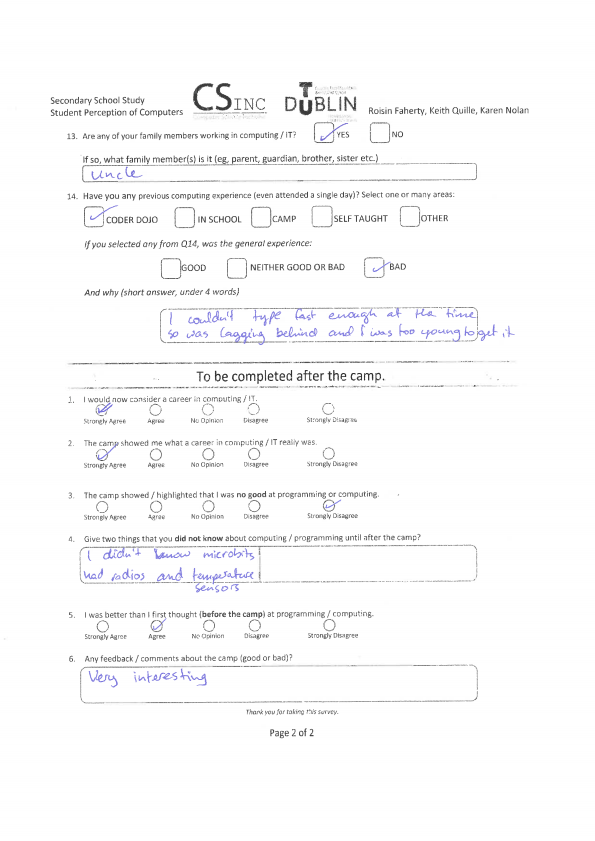 Secondary School Study
Student Perception of Computers
CSINC
TU
DUBLIN
Roisin Faherty, Keith Quille, Karen Nolan
13. Are any of your family members working in computing / IT? YES NO
If so, what family member(s) is it (eg, parent, guardian, brother, sister etc.)
Uncle
14. Have you any previous computing experience (even attended a single day)? Select one or many areas:
CODER DOJO IN SCHOOL CAMP SELF TAUGHT OTHER
If you selected any from Q14, was the general experience:
GOOD NEITHER GOOD OR BAD BAD
And why (short answer, under 4 words)
I couldn't type fast enough at the time
so was lagging behind and I was too young to get it
To be completed after the camp.
1. I would now consider a career in computing / IT.
Strongly Agree Agree No Opinion Disagree Strongly Disagree
2. The camp showed me what a career in computing / IT really was.
Strongly Agree Agree No Opinion Disagree Strongly Disagree
3. The camp showed / highlighted that I was no good at programming or computing.
Strongly Agree Agree No Opinion Disagree Strongly Disagree
4. Give two things that you did not know about computing / programming until after the camp?
I didn't know microbits
had radios and temperature
sensors
5. I was better than I first thought (before the camp) at programming / computing.
Strongly Agree Agree No Opinion Disagree Strongly Disagree
6. Any feedback / comments about the camp (good or bad)?
Very interesting
Thank you for taking this survey.
Page 2 of 2